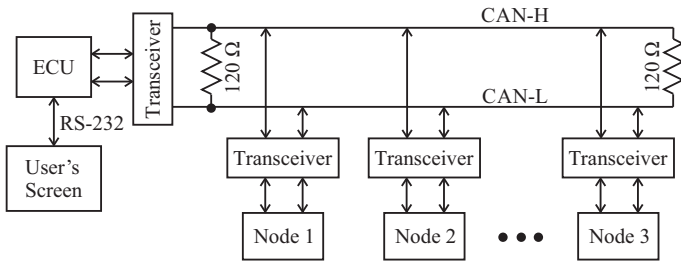 CAN-H
ECU
Transceiver
120 Ω
120 Ω
CAN-L
RS-232
User's
Screen
Transceiver
Transceiver
Transceiver
Node 1
Node 2
Node 3